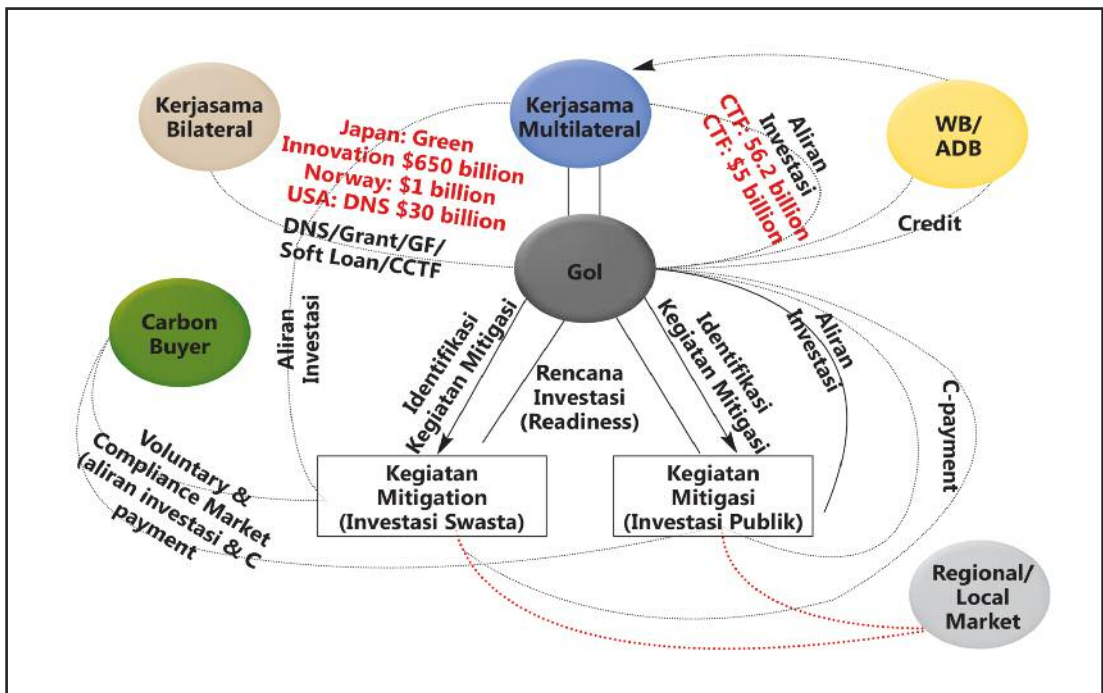 Kerjasama
Bilateral
Kerjasama
Multilateral
WB/
ADB
Japan: Green
Innovation $650 billion
Norway: $1 billion
USA: DNS $30 billion
DNS/Grant/GF/
Soft Loan/CCTF
Aliran
Investasi
CTF: 56.2 billion
CTF: $5 billion
Credit
GoI
Carbon
Buyer
Aliran
Investasi
Identifikasi
Kegiatan Mitigasi
Rencana
Investasi
(Readiness)
Identifikasi
Kegiatan Mitigasi
Aliran
Investasi
C-payment
Voluntary &
Compliance Market
(aliran investasi & C
payment
Kegiatan
Mitigation
(Investasi Swasta)
Kegiatan
Mitigasi
(Investasi Publik)
Regional/
Local
Market